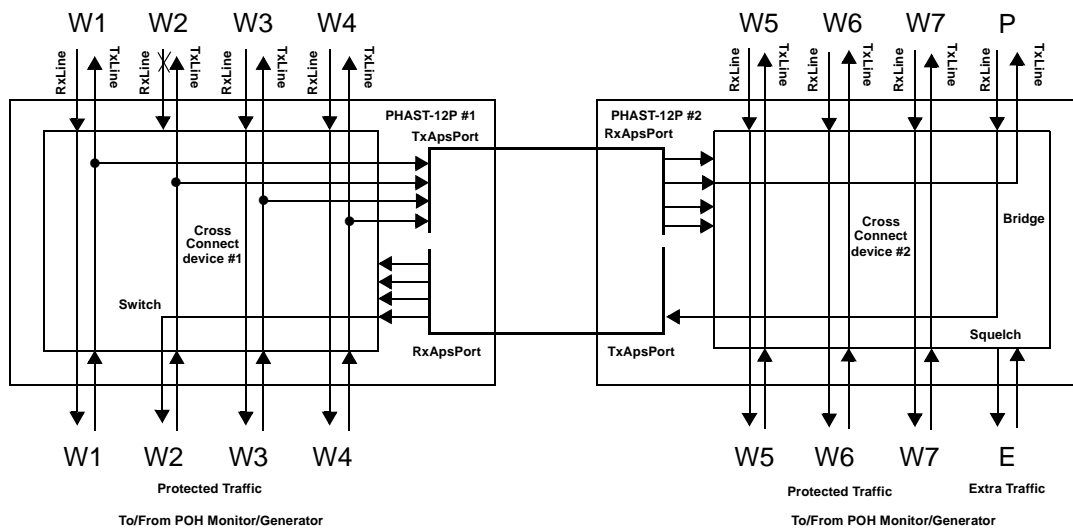 W1 W2 W3 W4 W5 W6 W7 P
RxLine TxLine RxLine TxLine RxLine TxLine RxLine TxLine RxLine TxLine RxLine TxLine RxLine TxLine RxLine TxLine
PHAST-12P #1
TxApsPort
PHAST-12P #2
RxApsPort
Cross
Connect
device #1
Switch
RxApsPort
TxApsPort
Cross
Connect
device #2
Bridge
Squelch
W1 W2 W3 W4 W5 W6 W7 E
Protected Traffic
Protected Traffic
Extra Traffic
To/From POH Monitor/Generator
To/From POH Monitor/Generator